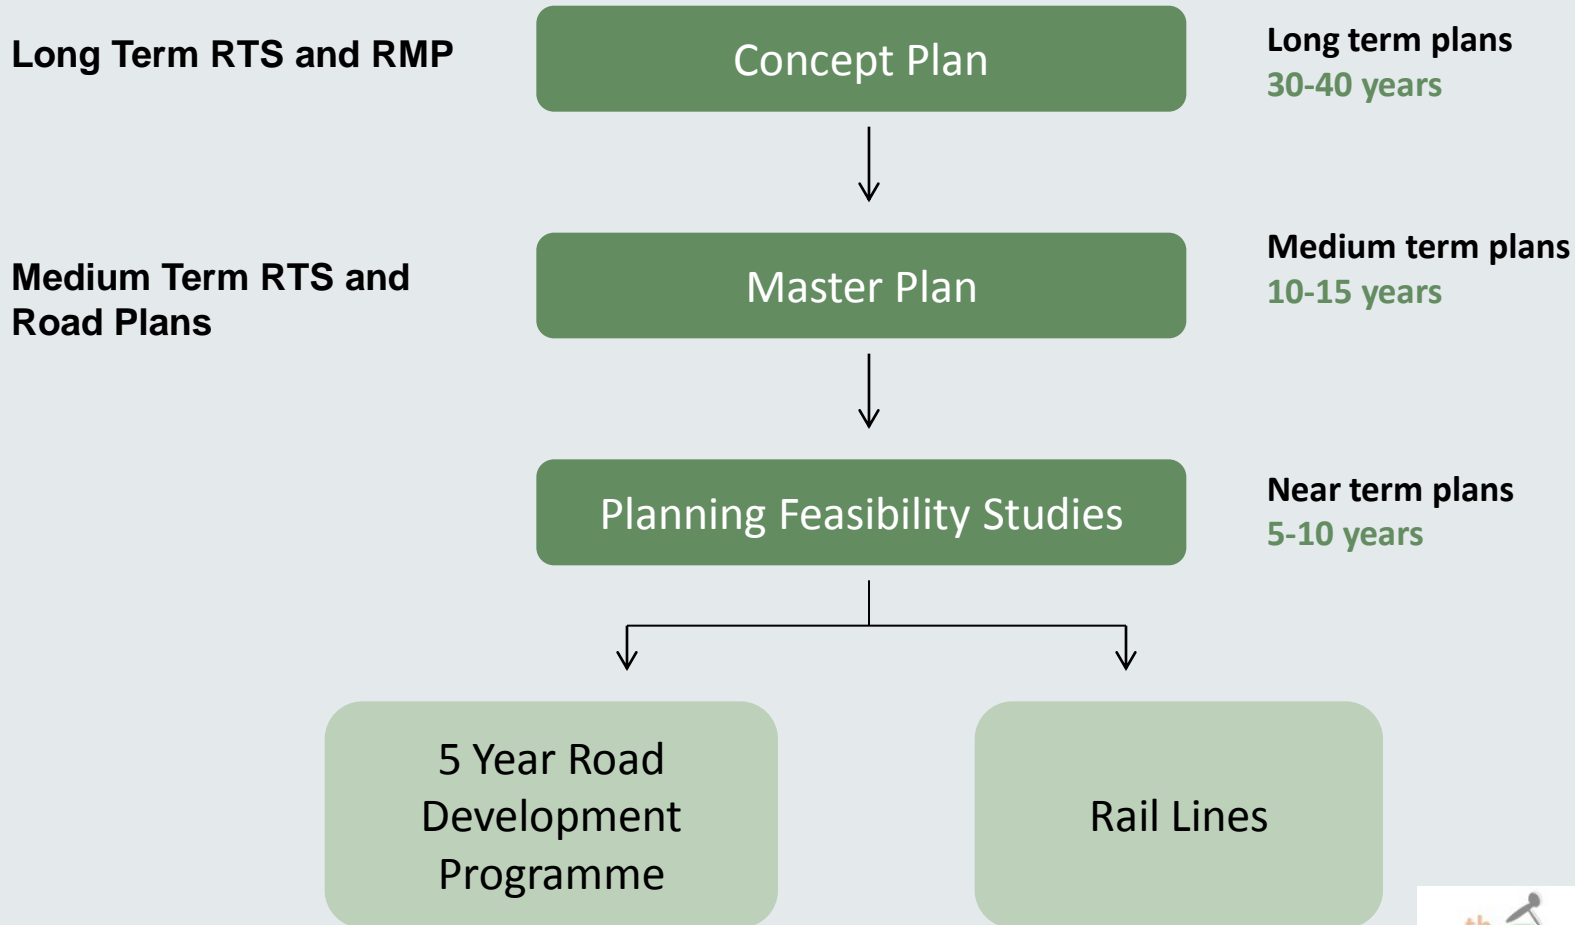 Long Term RTS and RMP
Concept Plan
Long term plans
30-40 years
Medium Term RTS and
Road Plans
Master Plan
Medium term plans
10-15 years
Planning Feasibility Studies
Near term plans
5-10 years
5 Year Road
Development
Programme
Rail Lines
th